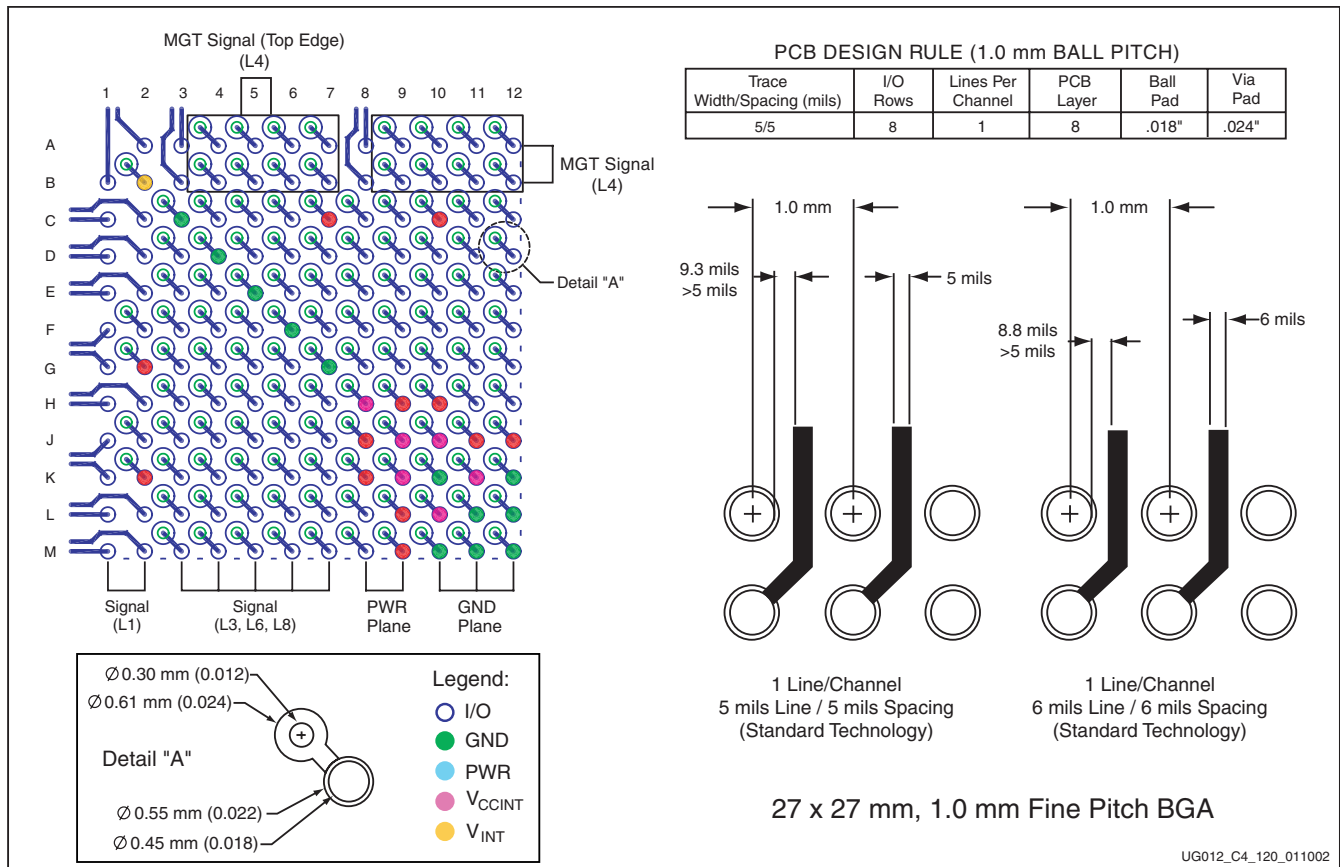 MGT Signal (Top Edge)
(L4)
1 2 3 4 5 6 7 8 9 10 11 12
A
B
C
D
E
F
G
H
J
K
L
M
MGT Signal
(L4)
Detail "A"
Signal
(L1)
Signal
(L3, L6, L8)
PWR
Plane
GND
Plane
Ø 0.30 mm (0.012)
Ø 0.61 mm (0.024)
Detail "A"
Ø 0.55 mm (0.022)
Ø 0.45 mm (0.018)
Legend:
I/O
GND
PWR
VCCINT
VINT
PCB DESIGN RULE (1.0 mm BALL PITCH)
Trace Width/Spacing (mils) I/O Rows Lines Per Channel PCB Layer Ball Pad Via Pad
5/5 8 1 8 .018" .024"
1.0 mm
9.3 mils
>5 mils
5 mils
1.0 mm
8.8 mils
>5 mils
6 mils
1 Line/Channel
5 mils Line / 5 mils Spacing
(Standard Technology)
1 Line/Channel
6 mils Line / 6 mils Spacing
(Standard Technology)
27 x 27 mm, 1.0 mm Fine Pitch BGA
UG012_C4_120_011002